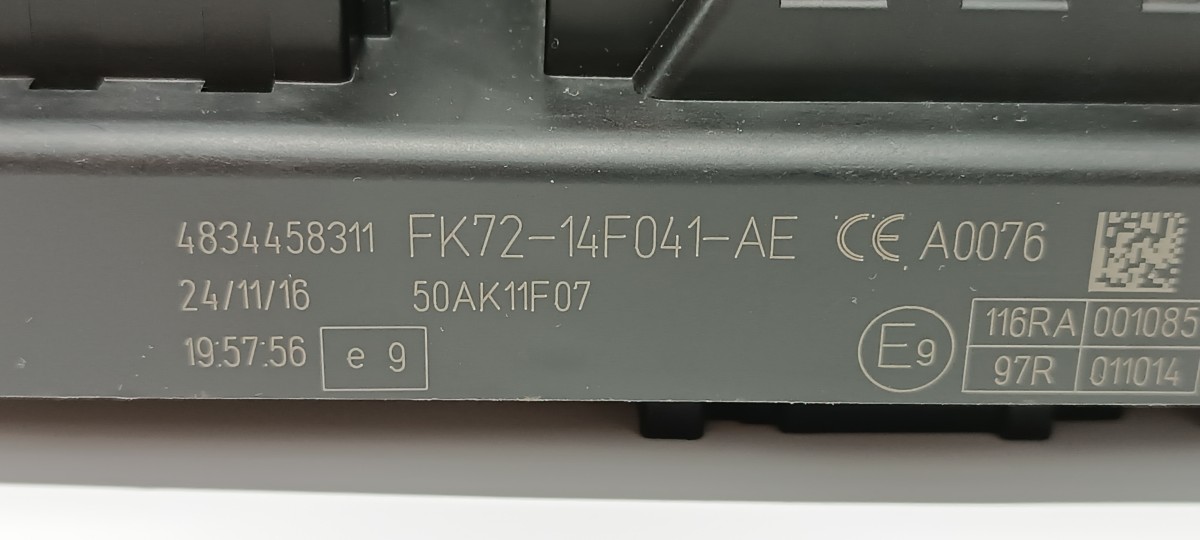 4834458311 FK72-14F041-AE CE A0076
24/11/16 50AK11F07
19:57:56 e 9
E9 116RA 001085
97R 011014